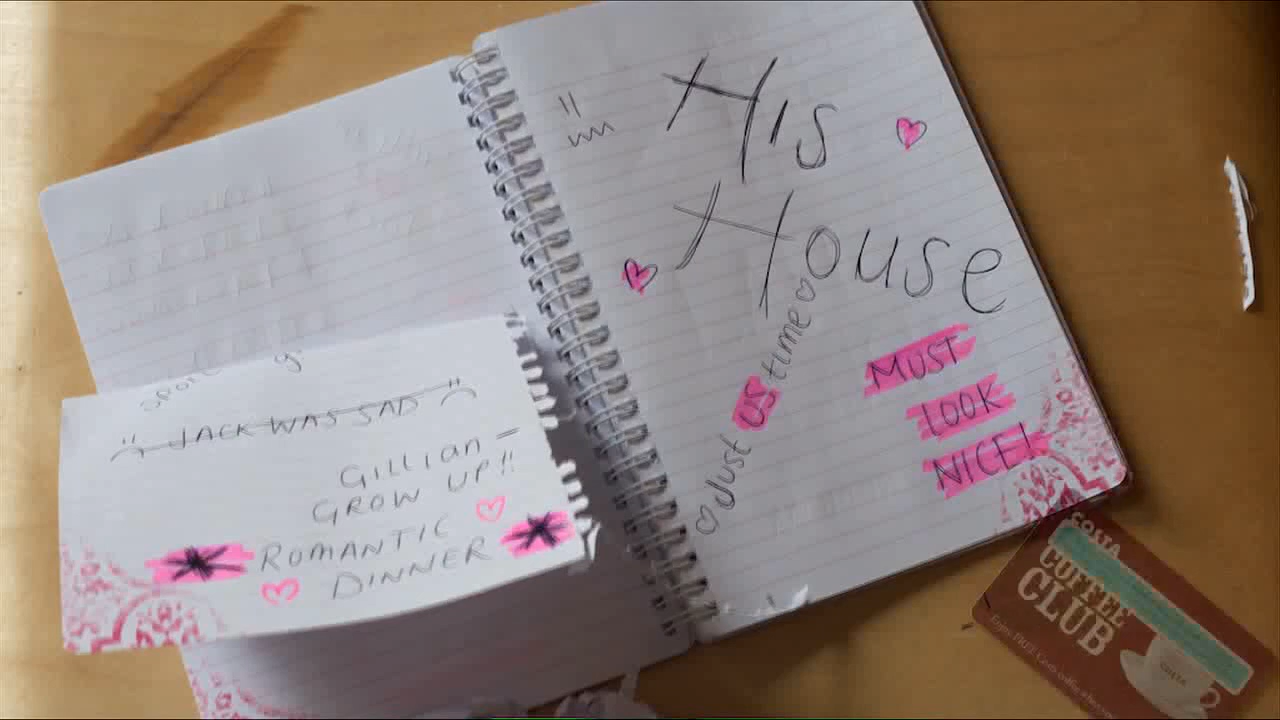 JACK WAS SAD
GILLIAN -
GROW UP!!
ROMANTIC
DINNER
His
House
Just US time
MUST
LOOK
NICE!
COSTA
COFFEE
CLUB
COSTA